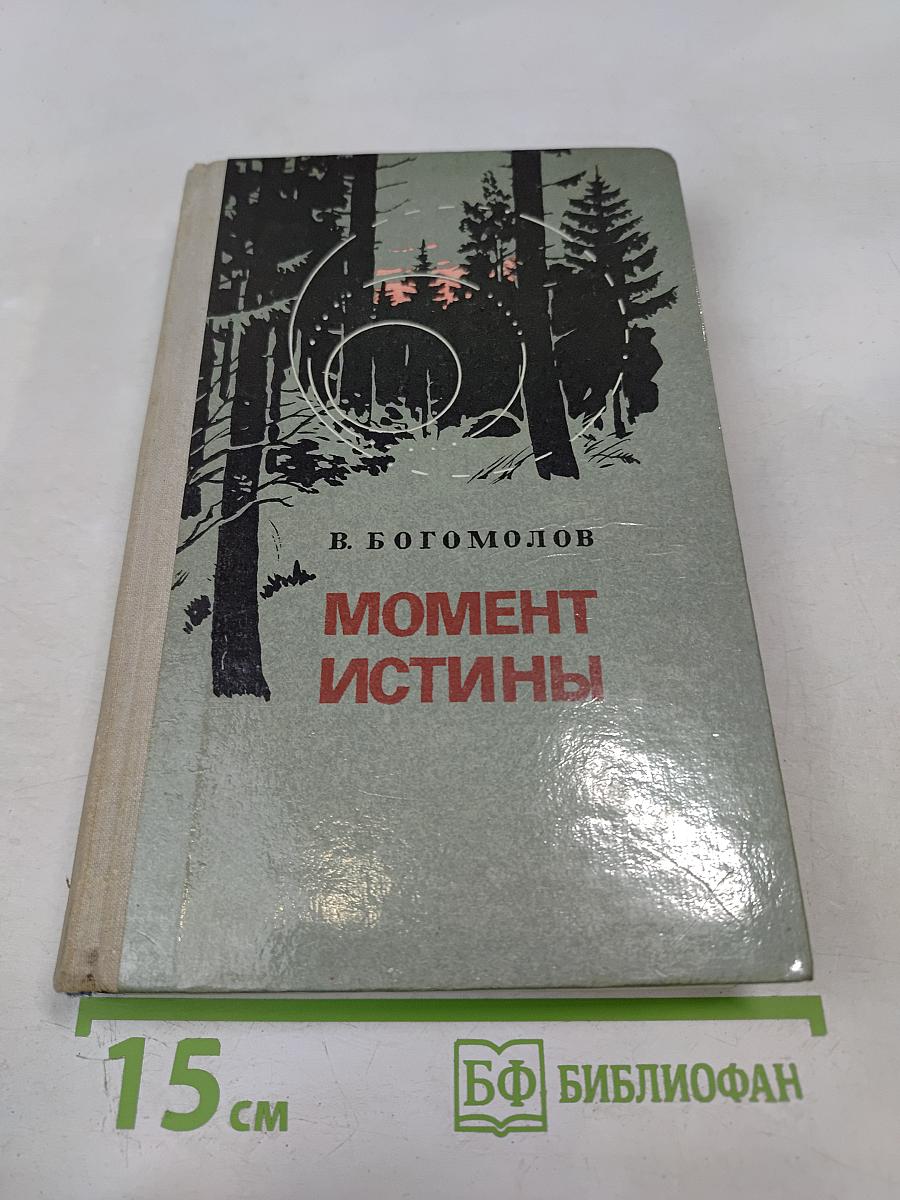 В. БОГОМОЛОВ
МОМЕНТ
ИСТИНЫ
15 см
БФ БИБЛИОФАН